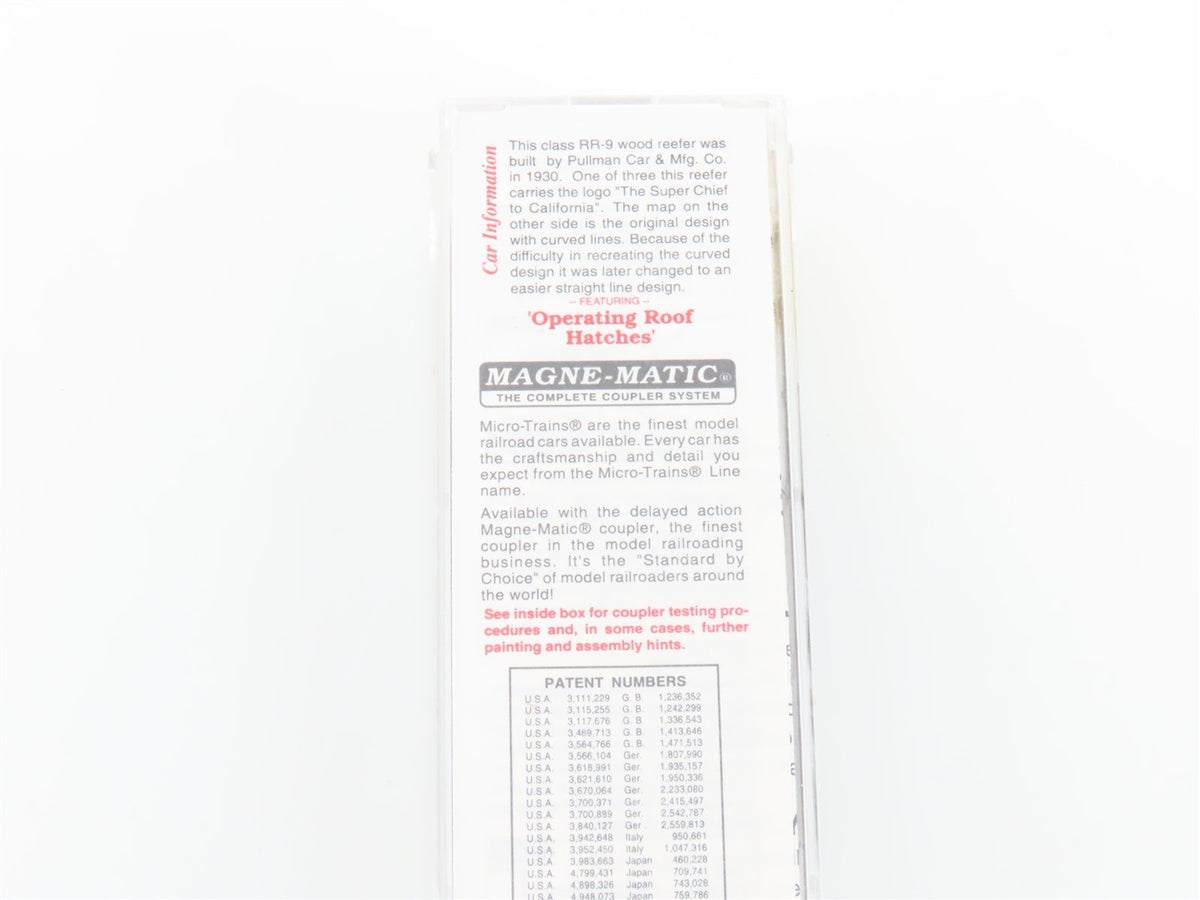 Car Information
This class RR-9 wood reefer was
built by Pullman Car & Mfg. Co.
in 1930. One of three this reefer
carries the logo "The Super Chief
to California". The map on the
other side is the original design
with curved lines. Because of the
difficulty in recreating the curved
design it was later changed to an
easier straight line design.
-- FEATURING --
'Operating Roof
Hatches'
MAGNE-MATIC®
THE COMPLETE COUPLER SYSTEM
Micro-Trains® are the finest model
railroad cars available. Every car has
the craftsmanship and detail you
expect from the Micro-Trains® Line
name.
Available with the delayed action
Magne-Matic® coupler, the finest
coupler in the model railroading
business. It's the "Standard by
Choice" of model railroaders around
the world!
See inside box for coupler testing pro-
cedures and, in some cases, further
painting and assembly hints.
PATENT NUMBERS
U.S.A. 3,111,229 G. B. 1,236,352
U.S.A. 3,115,255 G. B. 1,242,299
U.S.A. 3,117,676 G. B. 1,336,543
U.S.A. 3,469,713 G. B. 1,413,646
U.S.A. 3,564,766 G. B. 1,471,513
U.S.A. 3,566,104 Ger. 1,807,990
U.S.A. 3,618,991 Ger. 1,935,157
U.S.A. 3,621,610 Ger. 1,950,336
U.S.A. 3,670,064 Ger. 2,233,080
U.S.A. 3,700,371 Ger. 2,415,497
U.S.A. 3,700,889 Ger. 2,542,787
U.S.A. 3,840,127 Ger. 2,559,813
U.S.A. 3,942,648 Italy 950,661
U.S.A. 3,952,450 Italy 1,047,316
U.S.A. 3,983,663 Japan 460,228
U.S.A. 4,799,431 Japan 709,741
U.S.A. 4,898,326 Japan 743,028
U.S.A. 4,948,073 Japan 759,786